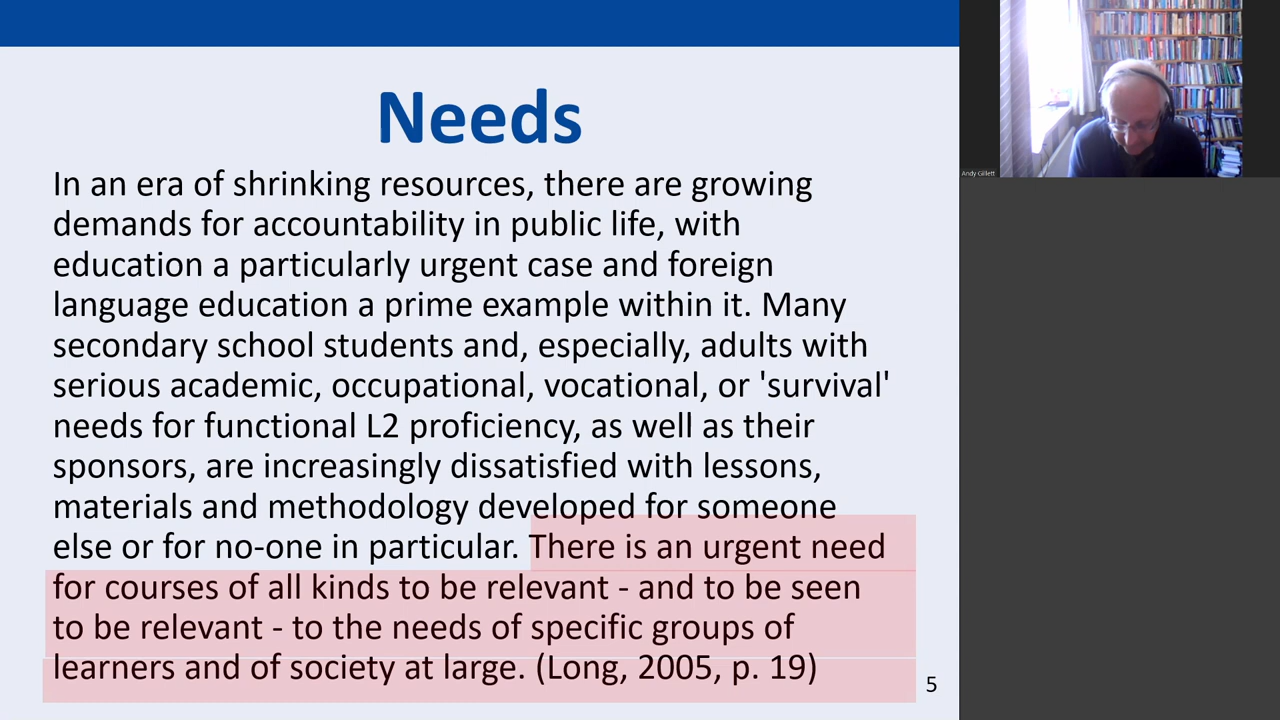 Needs
In an era of shrinking resources, there are growing
demands for accountability in public life, with
education a particularly urgent case and foreign
language education a prime example within it. Many
secondary school students and, especially, adults with
serious academic, occupational, vocational, or 'survival'
needs for functional L2 proficiency, as well as their
sponsors, are increasingly dissatisfied with lessons,
materials and methodology developed for someone
else or for no-one in particular. There is an urgent need
for courses of all kinds to be relevant - and to be seen
to be relevant - to the needs of specific groups of
learners and of society at large. (Long, 2005, p. 19)
5
Andy Gillett